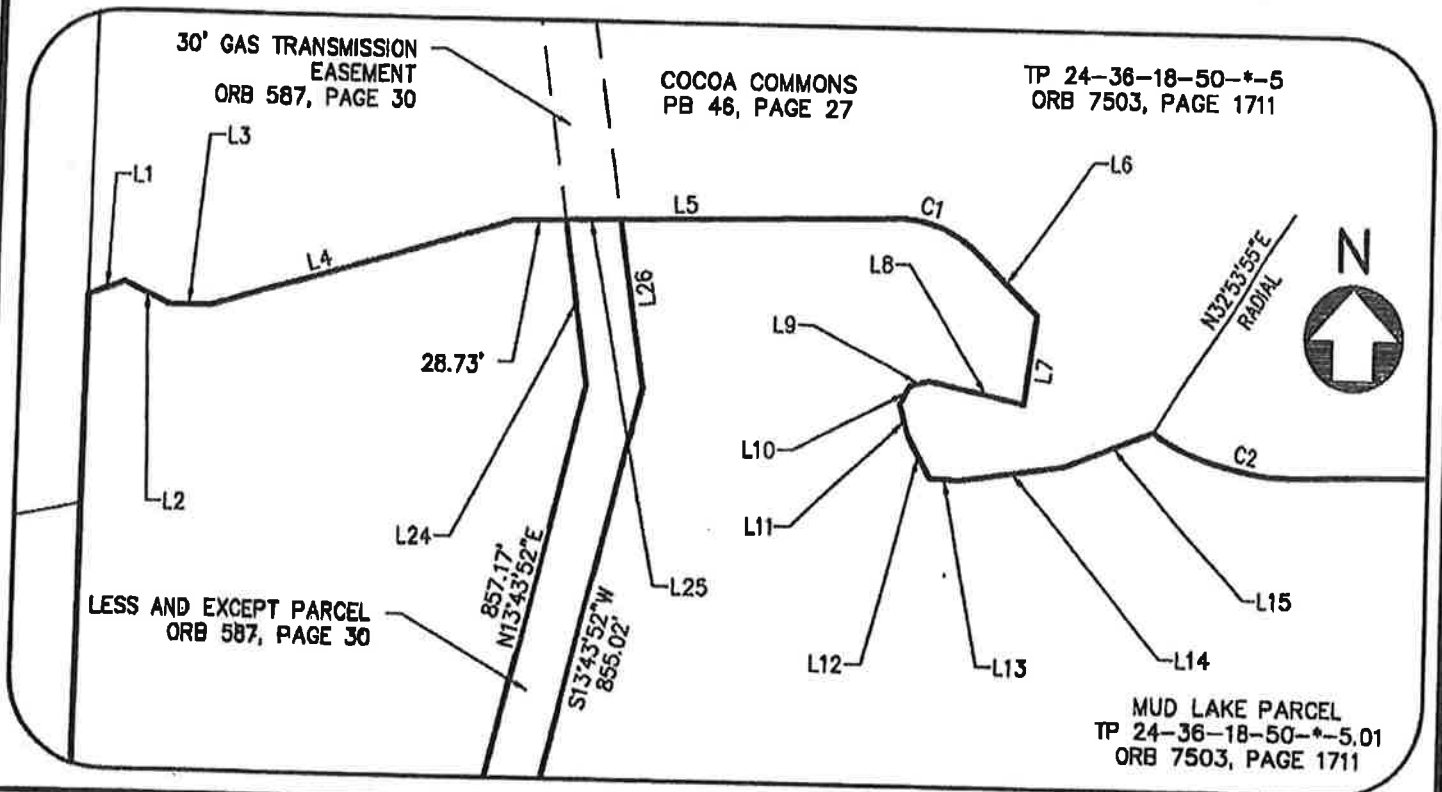 30' GAS TRANSMISSION
EASEMENT
ORB 587, PAGE 30
COCOA COMMONS
PB 46, PAGE 27
TP 24-36-18-50-*-5
ORB 7503, PAGE 1711
L1
L3
L2
L4
L5
C1
L6
L26
L8
L9
L7
N32°53'55"E
RADIAL
N
28.73'
L10
L11
C2
L24
L25
L12
L13
L14
L15
857.17'
N13°43'52"E
S13°43'52"W
855.02'
LESS AND EXCEPT PARCEL
ORB 587, PAGE 30
MUD LAKE PARCEL
TP 24-36-18-50-*-5.01
ORB 7503, PAGE 1711